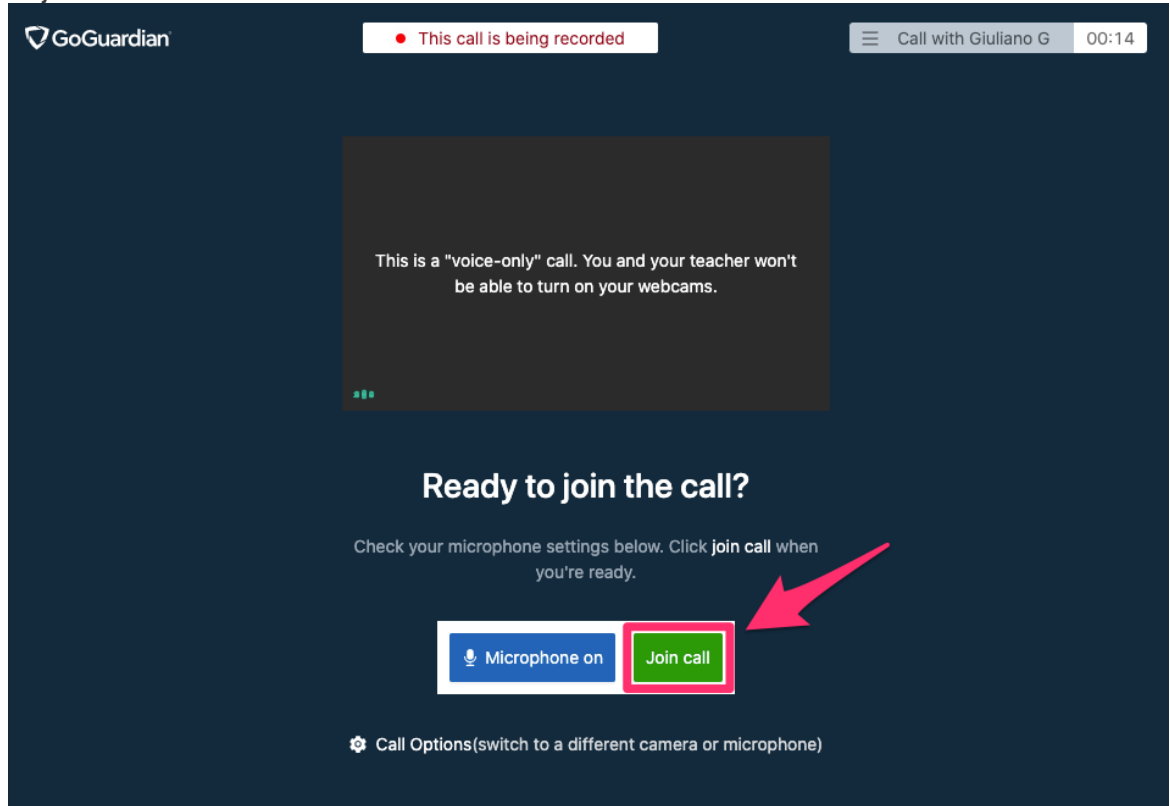 GoGuardian
This call is being recorded
Call with Giuliano G 00:14
This is a "voice-only" call. You and your teacher won't
be able to turn on your webcams.
Ready to join the call?
Check your microphone settings below. Click join call when
you're ready.
Microphone on
Join call
Call Options(switch to a different camera or microphone)